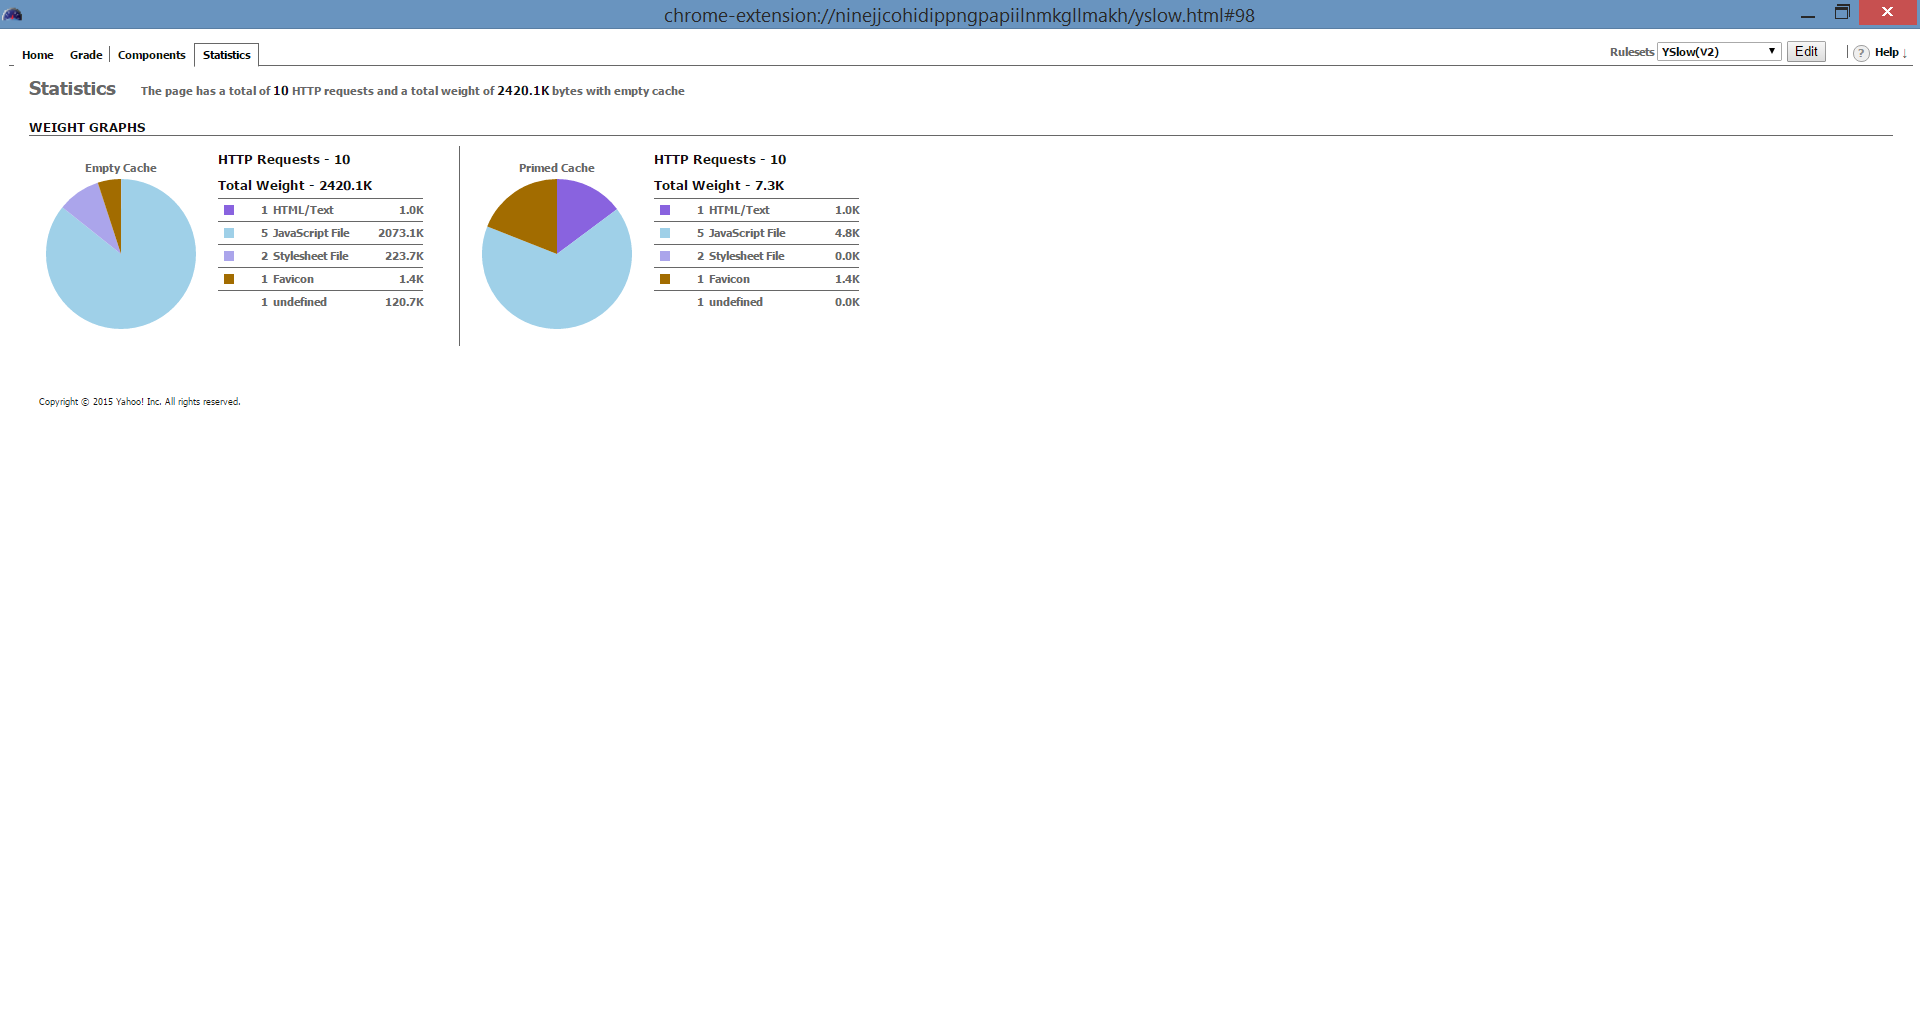 chrome-extension://ninejjcohidippngpapiilnmkgllmakh/yslow.html#98
Home Grade Components Statistics Rulesets YSlow(V2) Edit ? Help ↓
Statistics The page has a total of 10 HTTP requests and a total weight of 2420.1K bytes with empty cache
WEIGHT GRAPHS
Empty Cache
HTTP Requests - 10
Total Weight - 2420.1K
1 HTML/Text 1.0K
5 JavaScript File 2073.1K
2 Stylesheet File 223.7K
1 Favicon 1.4K
1 undefined 120.7K
Primed Cache
HTTP Requests - 10
Total Weight - 7.3K
1 HTML/Text 1.0K
5 JavaScript File 4.8K
2 Stylesheet File 0.0K
1 Favicon 1.4K
1 undefined 0.0K
Copyright © 2015 Yahoo! Inc. All rights reserved.